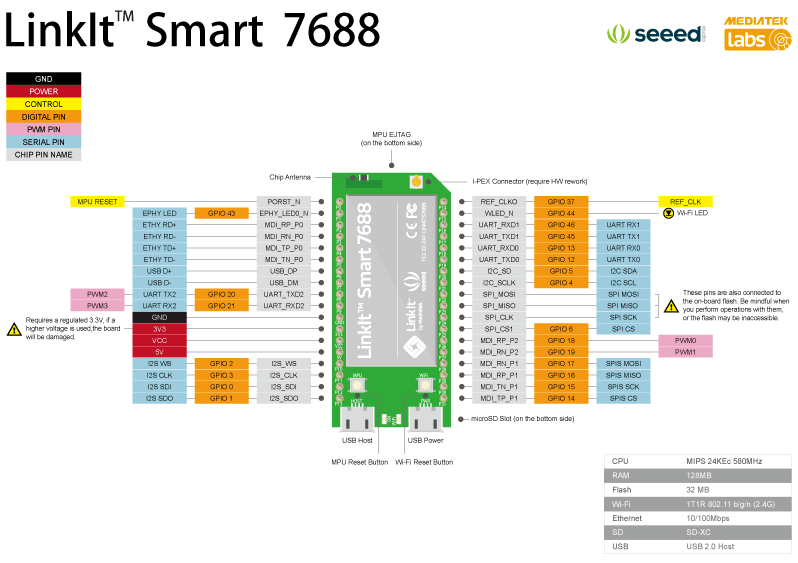 LinkIt™ Smart 7688
seeed
MEDIATEK
labs
GND
POWER
CONTROL
DIGITAL PIN
PWM PIN
SERIAL PIN
CHIP PIN NAME
MPU EJTAG
(on the bottom side)
Chip Antenna
I-PEX Connector (require HW rework)
MPU RESET PORST_N
EPHY LED GPIO 43 EPHY_LED0_N
ETHY RD+ MDI_RP_P0
ETHY RD- MDI_RN_P0
ETHY TD+ MDI_TP_P0
ETHY TD- MDI_TN_P0
USB D+ USB_DP
USB D- USB_DM
PWM2 UART TX2 GPIO 20 UART_TXD2
PWM3 UART RX2 GPIO 21 UART_RXD2
GND
3V3
VCC
5V
I2S WS GPIO 2 I2S_WS
I2S CLK GPIO 3 I2S_CLK
I2S SDI GPIO 0 I2S_SDI
I2S SDO GPIO 1 I2S_SDO
Requires a regulated 3.3V, if a
higher voltage is used,the board
will be damaged.
REF_CLKO GPIO 37 REF_CLK
WLED_N GPIO 44 Wi-Fi LED
UART_RXD1 GPIO 46 UART RX1
UART_TXD1 GPIO 45 UART TX1
UART_RXD0 GPIO 13 UART RX0
UART_TXD0 GPIO 12 UART TX0
I2C_SD GPIO 5 I2C SDA
I2C_SCLK GPIO 4 I2C SCL
SPI_MOSI SPI MOSI
SPI_MISO SPI MISO
SPI_CLK SPI SCK
SPI_CS1 GPIO 6 SPI CS
MDI_RP_P2 GPIO 18 PWM0
MDI_RN_P2 GPIO 19 PWM1
MDI_RN_P1 GPIO 17 SPIS MOSI
MDI_RP_P1 GPIO 16 SPIS MISO
MDI_TN_P1 GPIO 15 SPIS SCK
MDI_TP_P1 GPIO 14 SPIS CS
These pins are also connected to
the on-board flash. Be mindful when
you perform operations with them,
or the flash may be inaccessible.
LinkIt™ Smart 7688
LinkIt
seeed
MPU
WiFi
HOST
PWR
microSD Slot (on the bottom side)
USB Host
USB Power
MPU Reset Button
Wi-Fi Reset Button
CPU MIPS 24KEc 580MHz
RAM 128MB
Flash 32 MB
Wi-Fi 1T1R 802.11 b/g/n (2.4G)
Ethernet 10/100Mbps
SD SD-XC
USB USB 2.0 Host